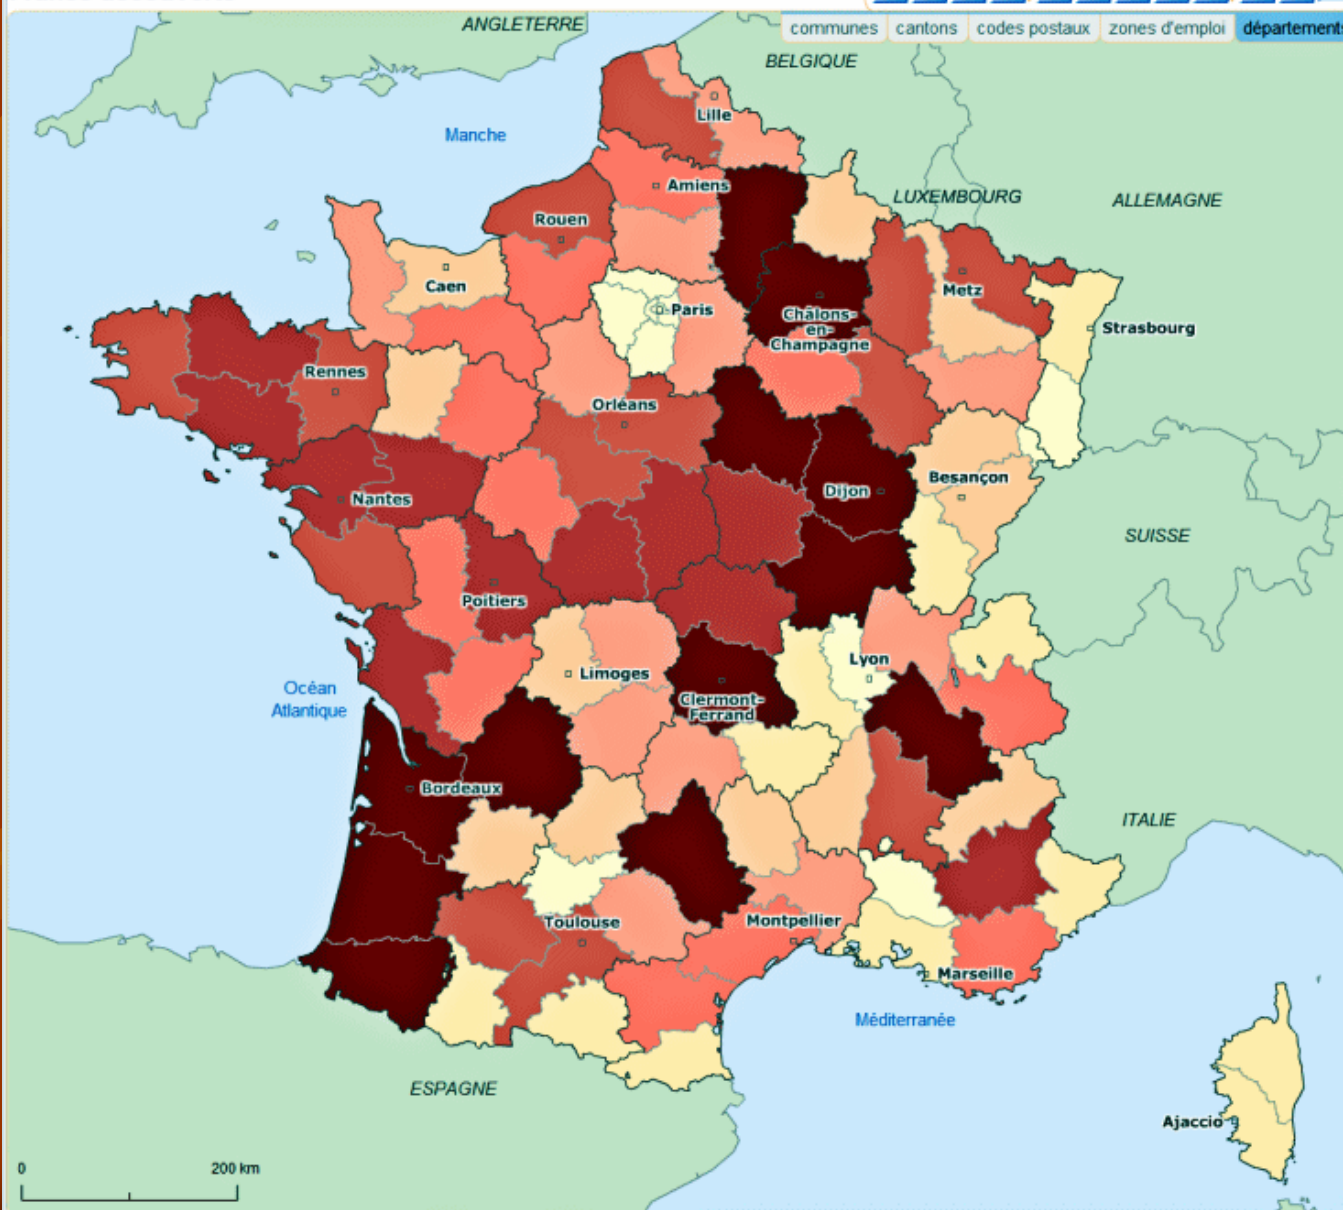 ANGLETERRE
communes
cantons
codes postaux
zones d'emploi
départements
BELGIQUE
Lille
Manche
Amiens
LUXEMBOURG
ALLEMAGNE
Rouen
Caen
Metz
Paris
Châlons-
en-
Champagne
Strasbourg
Rennes
Orléans
Besançon
Dijon
Nantes
SUISSE
Poitiers
Lyon
Limoges
Océan
Atlantique
Clermont-
Ferrand
Bordeaux
ITALIE
Toulouse
Montpellier
Marseille
Méditerranée
ESPAGNE
Ajaccio
0
200 km